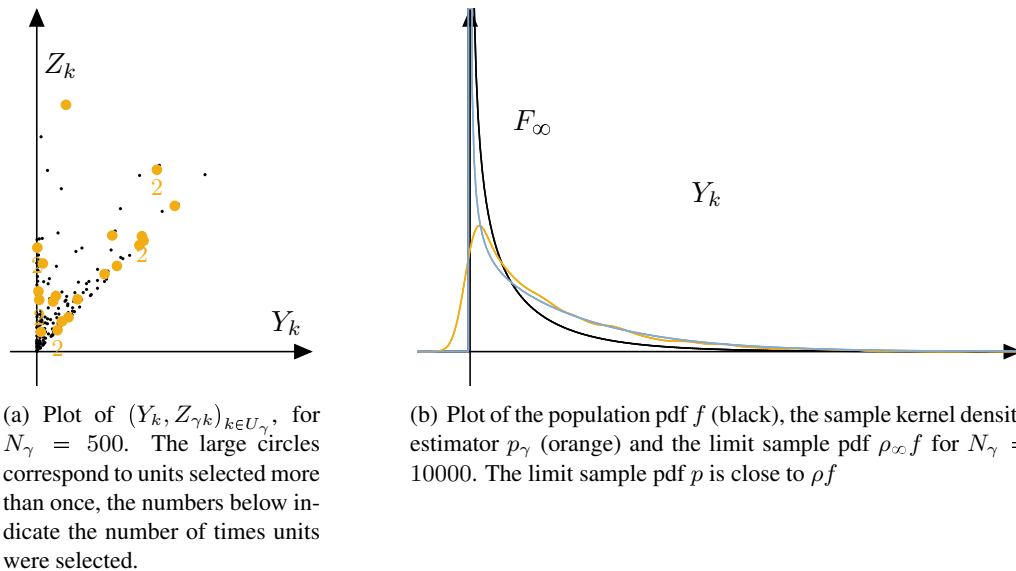 Z_k
2
2
2
2
Y_k
F_∞
Y_k
(a) Plot of (Y_k, Z_{γk})_{k∈U_γ}, for
N_γ = 500. The large circles
correspond to units selected more
than once, the numbers below in-
dicate the number of times units
were selected.
(b) Plot of the population pdf f (black), the sample kernel densit
estimator p_γ (orange) and the limit sample pdf ρ_∞f for N_γ =
10000. The limit sample pdf p is close to ρf